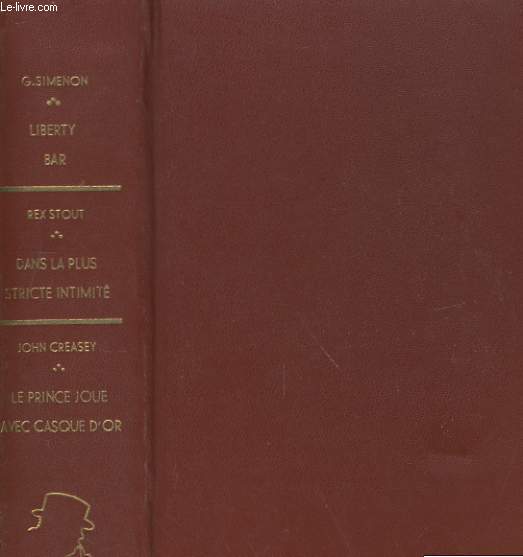 Le-livre.com
G. SIMENON
LIBERTY
BAR
REX STOUT
DANS LA PLUS
STRICTE INTIMITÉ
JOHN CREASEY
LE PRINCE JOUE
AVEC CASQUE D'OR